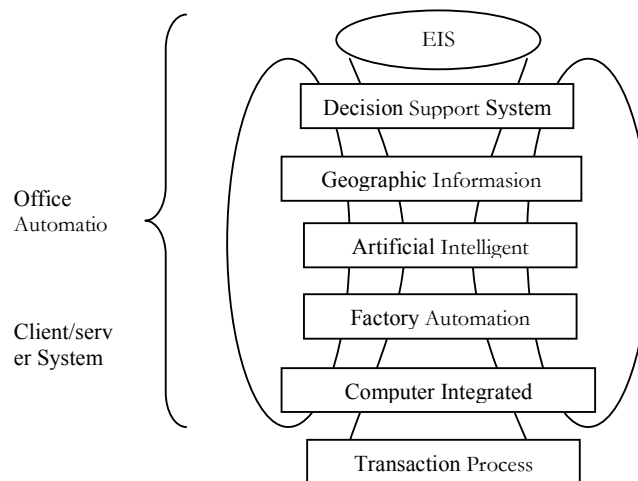 EIS
Decision Support System
Geographic Informasion
Office
Automatio
Artificial Intelligent
Factory Automation
Client/serv
er System
Computer Integrated
Transaction Process